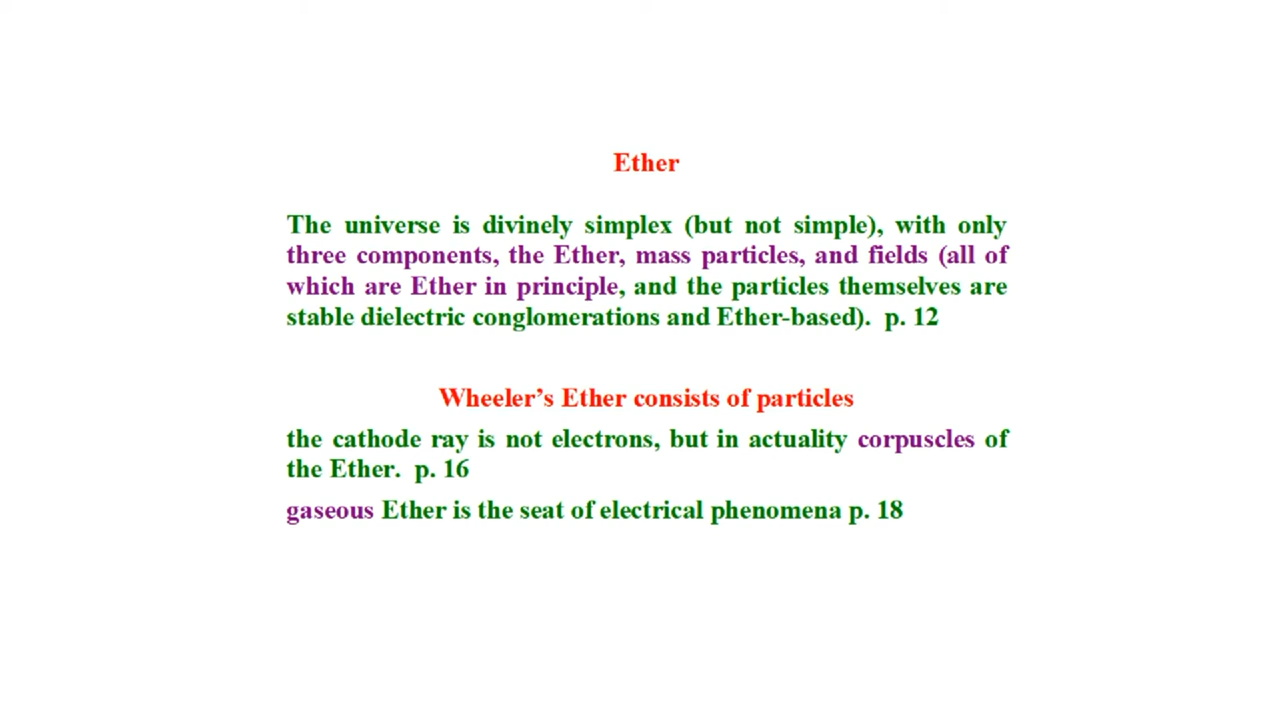 Ether
The universe is divinely simplex (but not simple), with only
three components, the Ether, mass particles, and fields (all of
which are Ether in principle, and the particles themselves are
stable dielectric conglomerations and Ether-based).  p. 12
Wheeler’s Ether consists of particles
the cathode ray is not electrons, but in actuality corpuscles of
the Ether.  p. 16
gaseous Ether is the seat of electrical phenomena p. 18